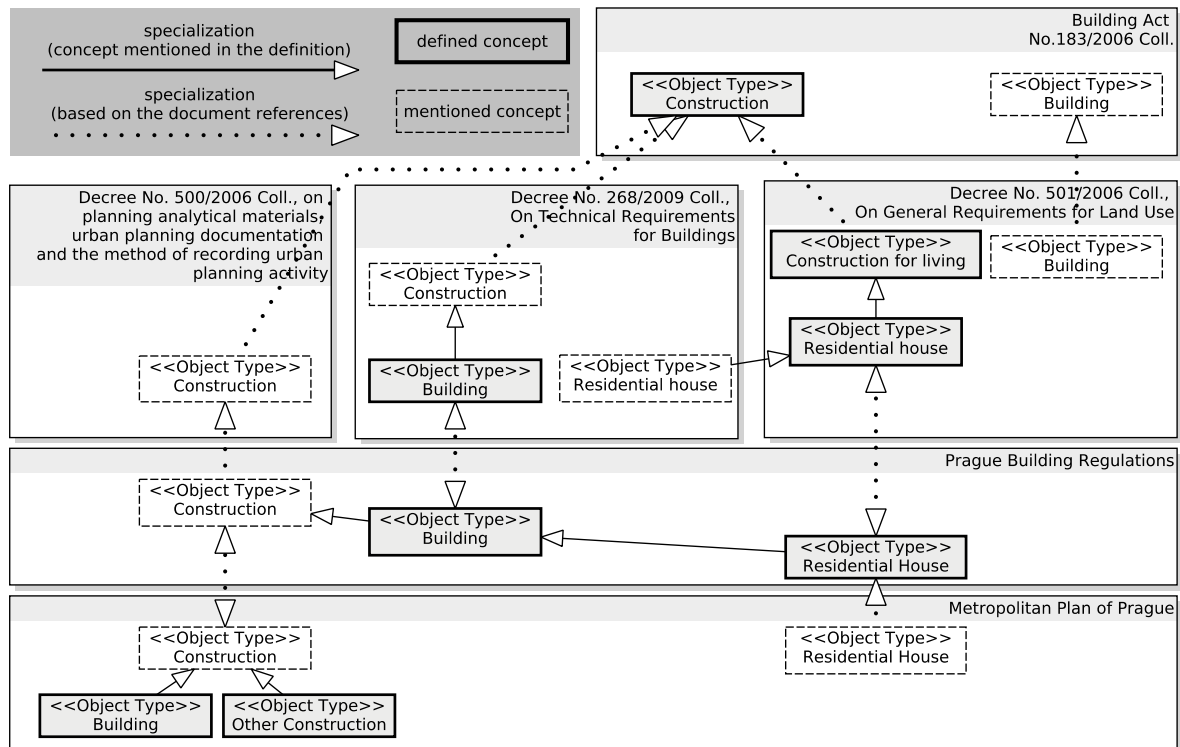 specialization
(concept mentioned in the definition)
defined concept
specialization
(based on the document references)
mentioned concept
Building Act
No.183/2006 Coll.
<<Object Type>>
Construction
<<Object Type>>
Building
Decree No. 500/2006 Coll., on
planning analytical materials,
urban planning documentation
and the method of recording urban
planning activity
<<Object Type>>
Construction
Decree No. 268/2009 Coll.,
On Technical Requirements
for Buildings
<<Object Type>>
Construction
<<Object Type>>
Building
<<Object Type>>
Residential house
Decree No. 501/2006 Coll.,
On General Requirements for Land Use
<<Object Type>>
Construction for living
<<Object Type>>
Building
<<Object Type>>
Residential house
Prague Building Regulations
<<Object Type>>
Construction
<<Object Type>>
Building
<<Object Type>>
Residential House
Metropolitan Plan of Prague
<<Object Type>>
Construction
<<Object Type>>
Residential House
<<Object Type>>
Building
<<Object Type>>
Other Construction